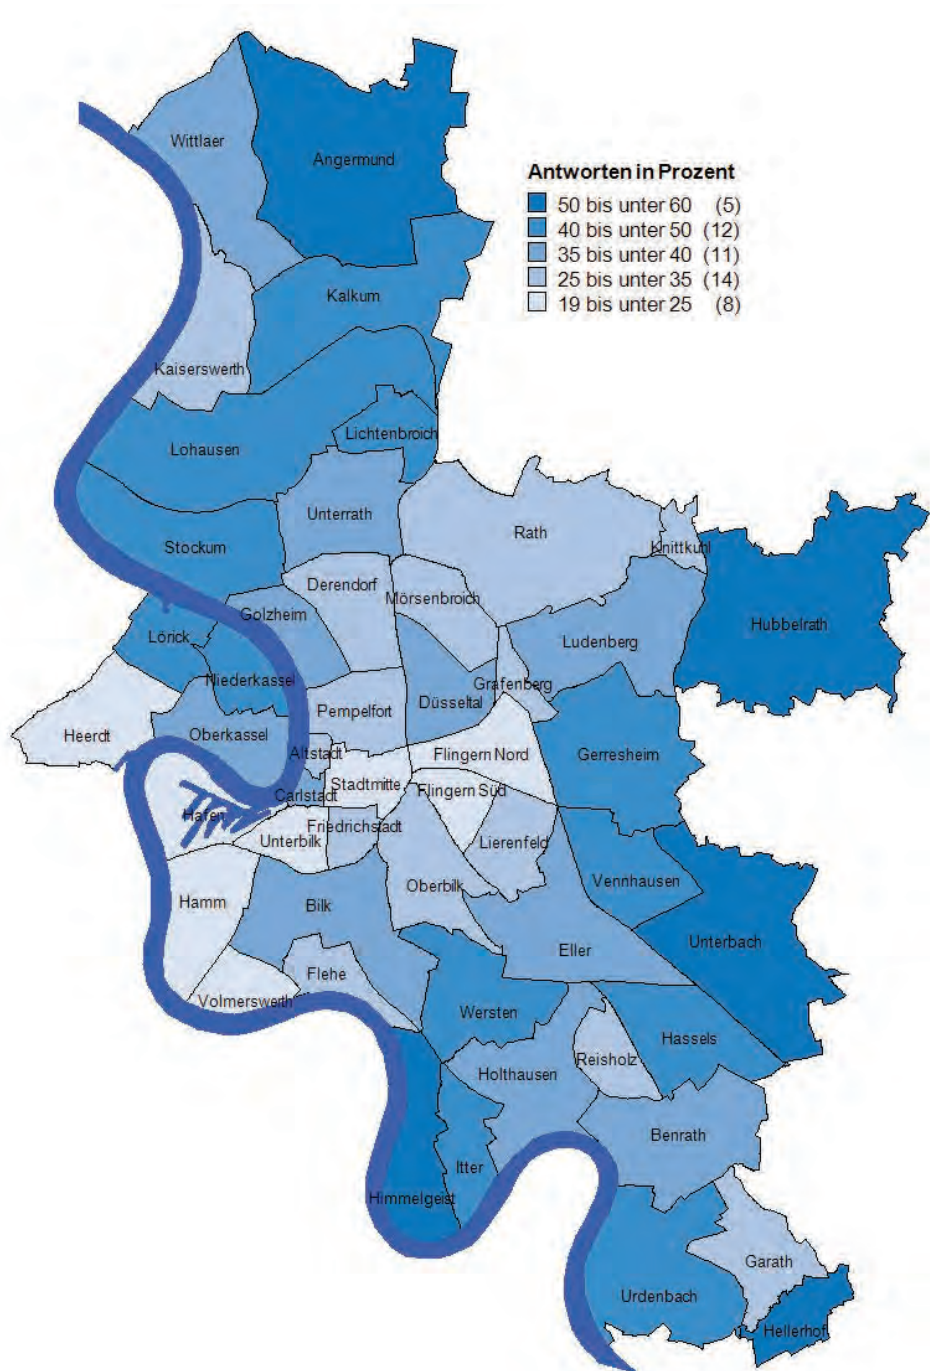 Wittlaer
Angermund
Antworten in Prozent
50 bis unter 60 (5)
40 bis unter 50 (12)
35 bis unter 40 (11)
25 bis unter 35 (14)
19 bis unter 25 (8)
Kalkum
Kaiserswerth
Lichtenbroich
Lohausen
Unterrath
Rath
Stockum
Knittkuhl
Derendorf
Mörsenbroich
Golzheim
Hubbelrath
Lörick
Ludenberg
Niederkassel
Grafenberg
Düsseltal
Pempelfort
Heerdt
Oberkassel
Altstadt
Flingern Nord
Gerresheim
Stadtmitte
Carlstadt
Flingern Süd
Hafen
Friedrichstadt
Unterbilk
Lierenfeld
Vennhausen
Oberbilk
Hamm
Bilk
Unterbach
Eller
Flehe
Volmerswerth
Wersten
Hassels
Reisholz
Holthausen
Benrath
Itter
Himmelgeist
Garath
Urdenbach
Hellerhof